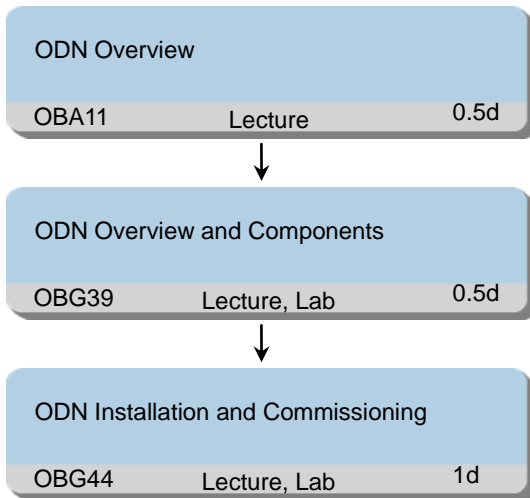 ODN Overview
OBA11 Lecture 0.5d
ODN Overview and Components
OBG39 Lecture, Lab 0.5d
ODN Installation and Commissioning
OBG44 Lecture, Lab 1d